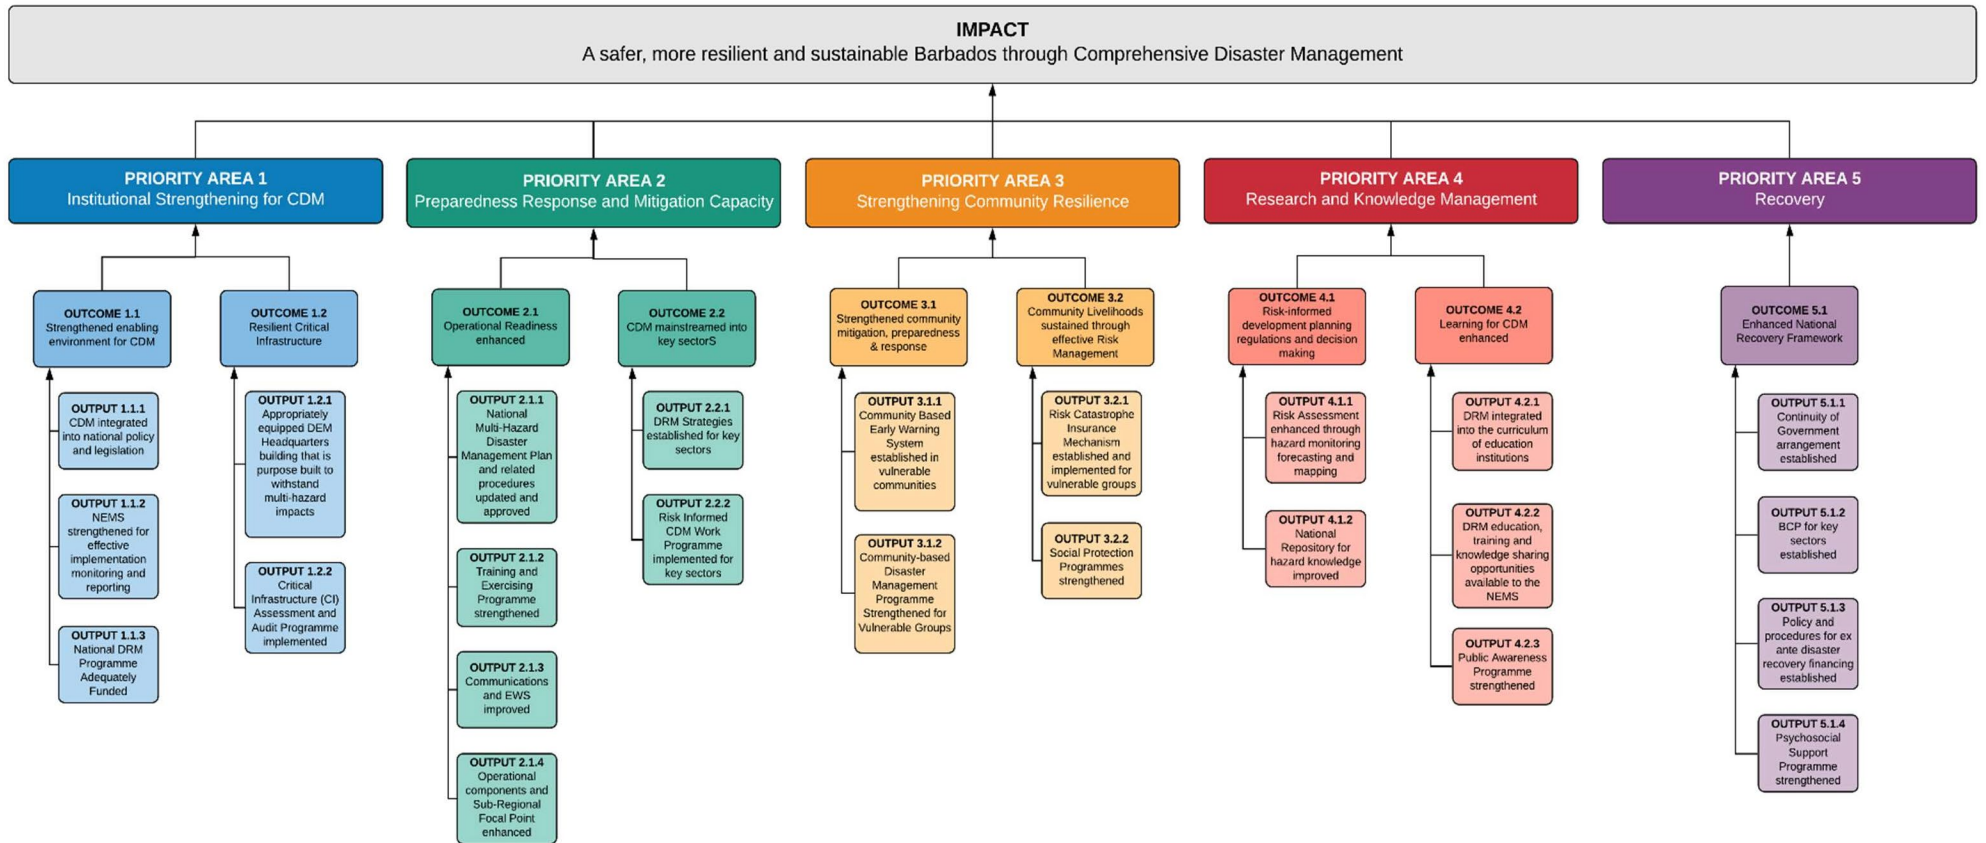 IMPACT
A safer, more resilient and sustainable Barbados through Comprehensive Disaster Management
PRIORITY AREA 1
Institutional Strengthening for CDM
PRIORITY AREA 2
Preparedness Response and Mitigation Capacity
PRIORITY AREA 3
Strengthening Community Resilience
PRIORITY AREA 4
Research and Knowledge Management
PRIORITY AREA 5
Recovery
OUTCOME 1.1
Strengthened enabling
environment for CDM
OUTPUT 1.1.1
CDM integrated
into national policy
and legislation
OUTPUT 1.1.2
NEMS
strengthened for
effective
implementation
monitoring and
reporting
OUTPUT 1.1.3
National DRM
Programme
Adequately
Funded
OUTCOME 1.2
Resilient Critical
Infrastructure
OUTPUT 1.2.1
Appropriately
equipped DEM
Headquarters
building that is
purpose built to
withstand
multi-hazard
impacts
OUTPUT 1.2.2
Critical
Infrastructure (CI)
Assessment and
Audit Programme
implemented
OUTCOME 2.1
Operational Readiness
enhanced
OUTPUT 2.1.1
National
Multi-Hazard
Disaster
Management Plan
and related
procedures
updated and
approved
OUTPUT 2.1.2
Training and
Exercising
Programme
strengthened
OUTPUT 2.1.3
Communications
and EWS
improved
OUTPUT 2.1.4
Operational
components and
Sub-Regional
Focal Point
enhanced
OUTCOME 2.2
CDM mainstreamed into
key sectorS
OUTPUT 2.2.1
DRM Strategies
established for key
sectors
OUTPUT 2.2.2
Risk Informed
CDM Work
Programme
implemented for
key sectors
OUTCOME 3.1
Strengthened community
mitigation, preparedness
& response
OUTPUT 3.1.1
Community Based
Early Warning
System
established in
vulnerable
communities
OUTPUT 3.1.2
Community-based
Disaster
Management
Programme
Strengthened for
Vulnerable Groups
OUTCOME 3.2
Community Livelihoods
sustained through
effective Risk
Management
OUTPUT 3.2.1
Risk Catastrophe
Insurance
Mechanism
established and
implemented for
vulnerable groups
OUTPUT 3.2.2
Social Protection
Programmes
strengthened
OUTCOME 4.1
Risk-informed
development planning
regulations and decision
making
OUTPUT 4.1.1
Risk Assessment
enhanced through
hazard monitoring
forecasting and
mapping
OUTPUT 4.1.2
National
Repository for
hazard knowledge
improved
OUTCOME 4.2
Learning for CDM
enhanced
OUTPUT 4.2.1
DRM integrated
into the curriculum
of education
institutions
OUTPUT 4.2.2
DRM education,
training and
knowledge sharing
opportunities
available to the
NEMS
OUTPUT 4.2.3
Public Awareness
Programme
strengthened
OUTCOME 5.1
Enhanced National
Recovery Framework
OUTPUT 5.1.1
Continuity of
Government
arrangement
established
OUTPUT 5.1.2
BCP for key
sectors
established
OUTPUT 5.1.3
Policy and
procedures for ex
ante disaster
recovery financing
established
OUTPUT 5.1.4
Psychosocial
Support
Programme
strengthened